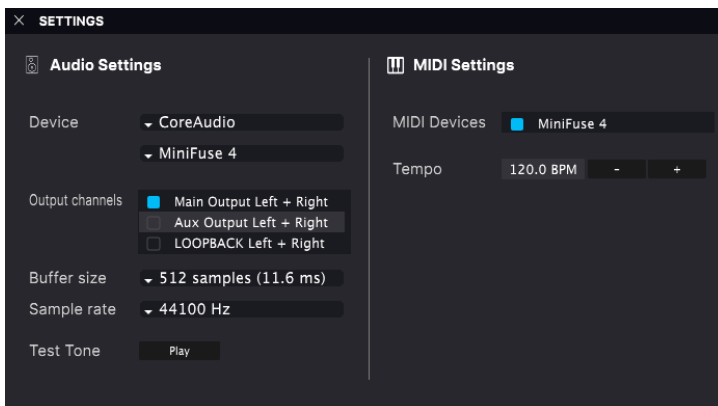 × SETTINGS
Audio Settings
Device
CoreAudio
MiniFuse 4
Output channels
Main Output Left + Right
Aux Output Left + Right
LOOPBACK Left + Right
Buffer size
512 samples (11.6 ms)
Sample rate
44100 Hz
Test Tone
Play
MIDI Settings
MIDI Devices
MiniFuse 4
Tempo
120.0 BPM
-
+